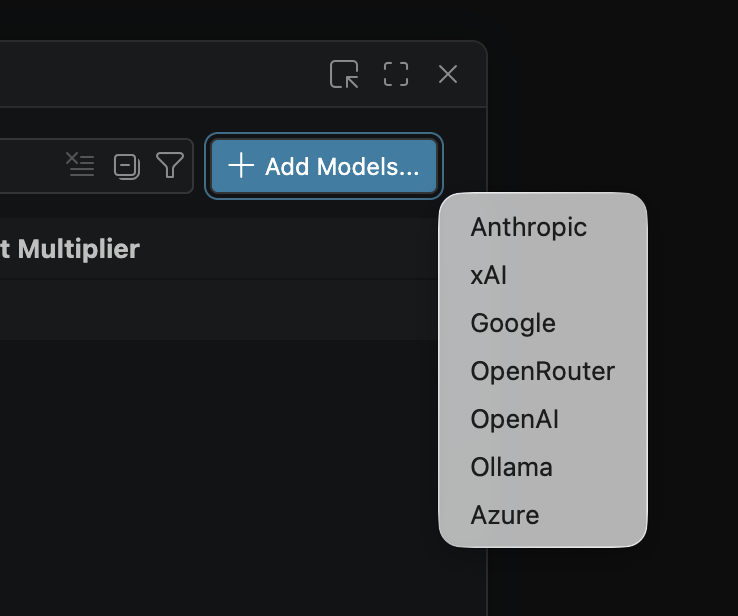 Add Models...
t Multiplier
Anthropic
xAI
Google
OpenRouter
OpenAI
Ollama
Azure